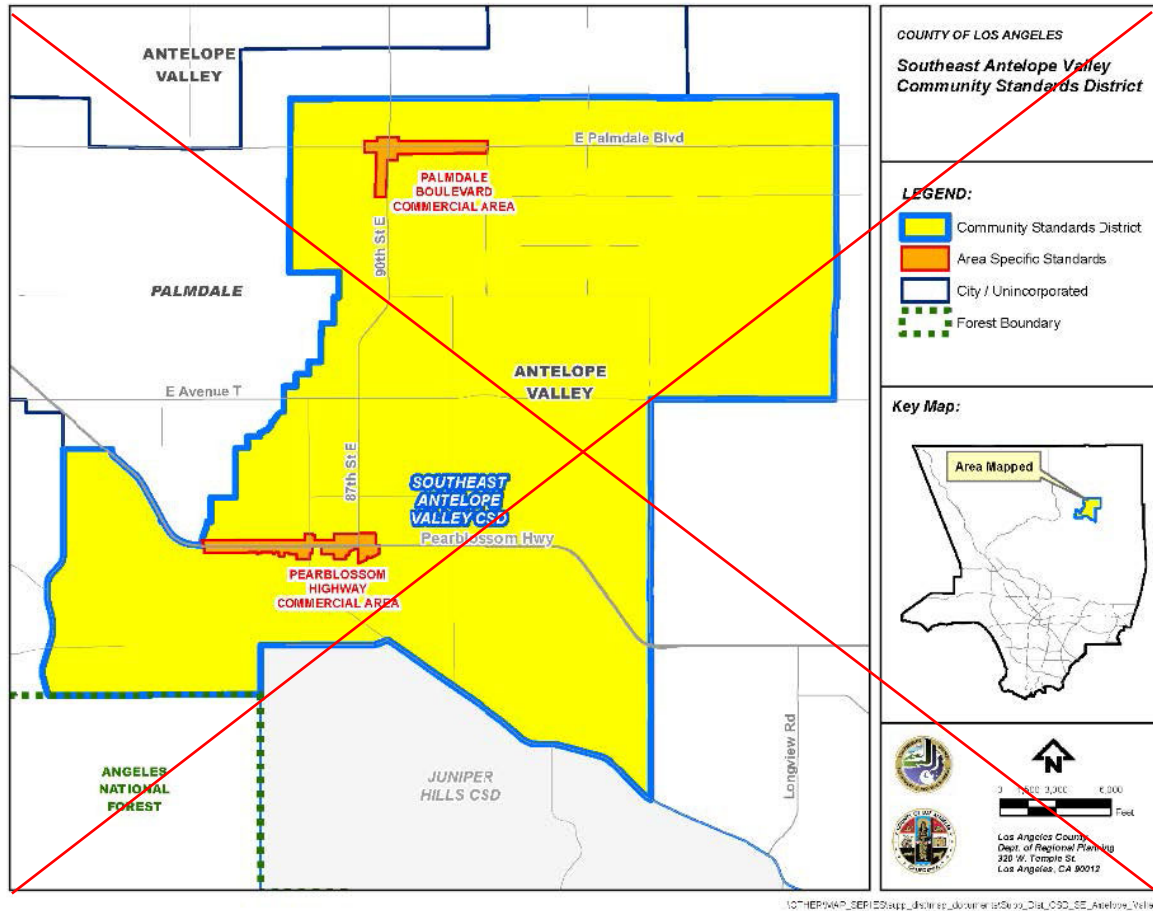 ANTELOPE
VALLEY
E Palmdale Blvd
PALMDALE
BOULEVARD
COMMERCIAL AREA
90th St E
PALMDALE
ANTELOPE
VALLEY
E Avenue T
87th St E
SOUTHEAST
ANTELOPE
VALLEY CSD
Pearblossom Hwy
PEARBLOSSOM
HIGHWAY
COMMERCIAL AREA
ANGELES
NATIONAL
FOREST
JUNIPER
HILLS CSD
Longview Rd
COUNTY OF LOS ANGELES
Southeast Antelope Valley
Community Standards District
LEGEND:
Community Standards District
Area Specific Standards
City / Unincorporated
Forest Boundary
Key Map:
Area Mapped
N
0 1,500 3,000 6,000
Feet
Los Angeles County
Dept. of Regional Planning
320 W. Temple St.
Los Angeles, CA 90012